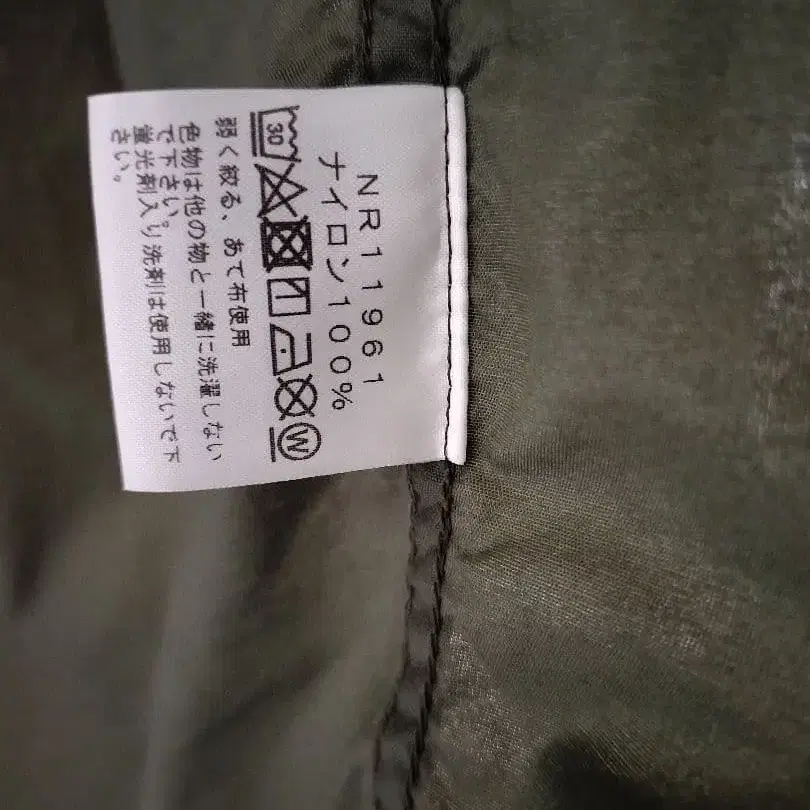 NR11961
ナイロン100%
30
W
弱く絞る、あて布使用
色物は他の物と一緒に洗濯しない
で下さい。
蛍光剤入り洗剤は使用しないで下
さい。